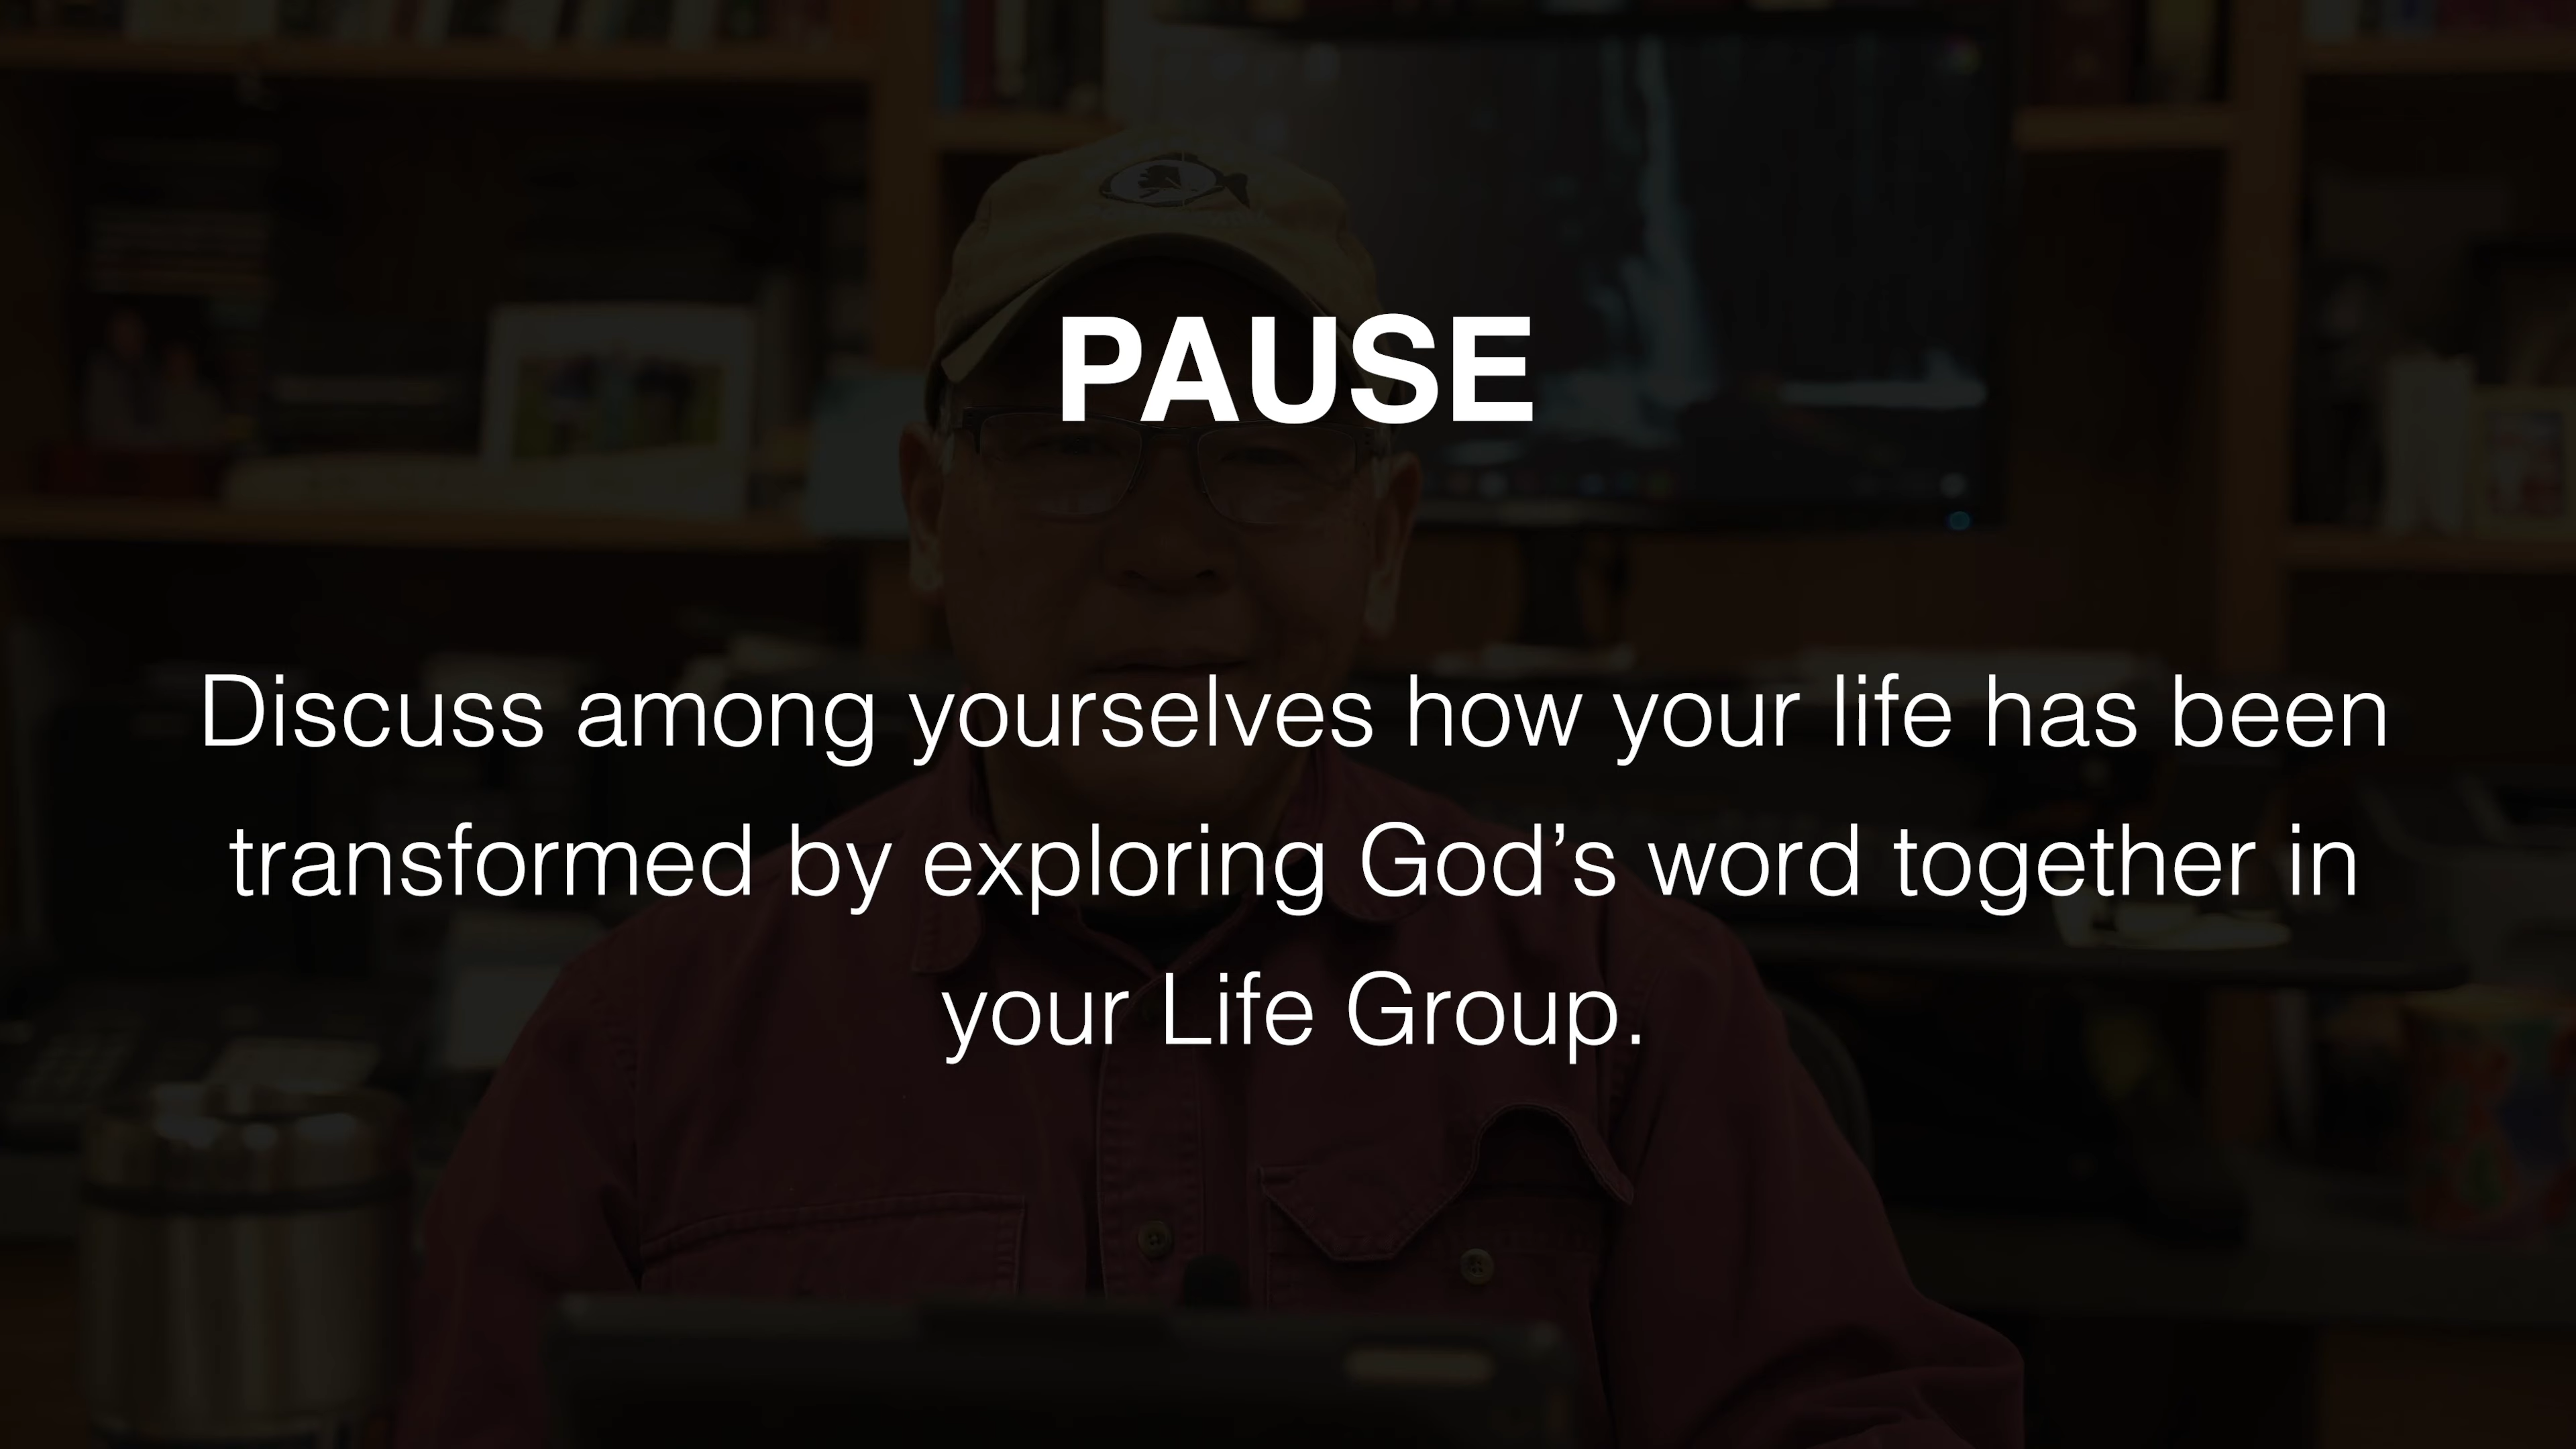 PAUSE
Discuss among yourselves how your life has been
transformed by exploring God’s word together in
your Life Group.